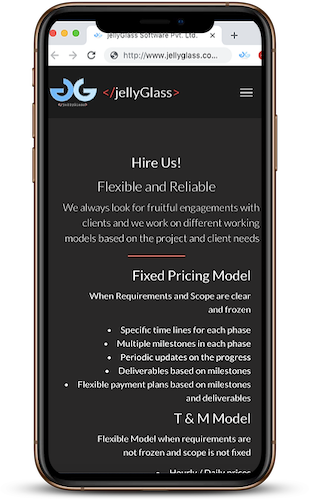 jellyGlass Software Pvt. Ltd.
http://www.jellyglass.co...
</jellyGlass>
Hire Us!
Flexible and Reliable
We always look for fruitful engagements with
clients and we work on different working
models based on the project and client needs
Fixed Pricing Model
When Requirements and Scope are clear
and frozen
• Specific time lines for each phase
• Multiple milestones in each phase
• Periodic updates on the progress
• Deliverables based on milestones
• Flexible payment plans based on milestones
and deliverables
T & M Model
Flexible Model when requirements are
not frozen and scope is not fixed
• Hourly / Daily prices